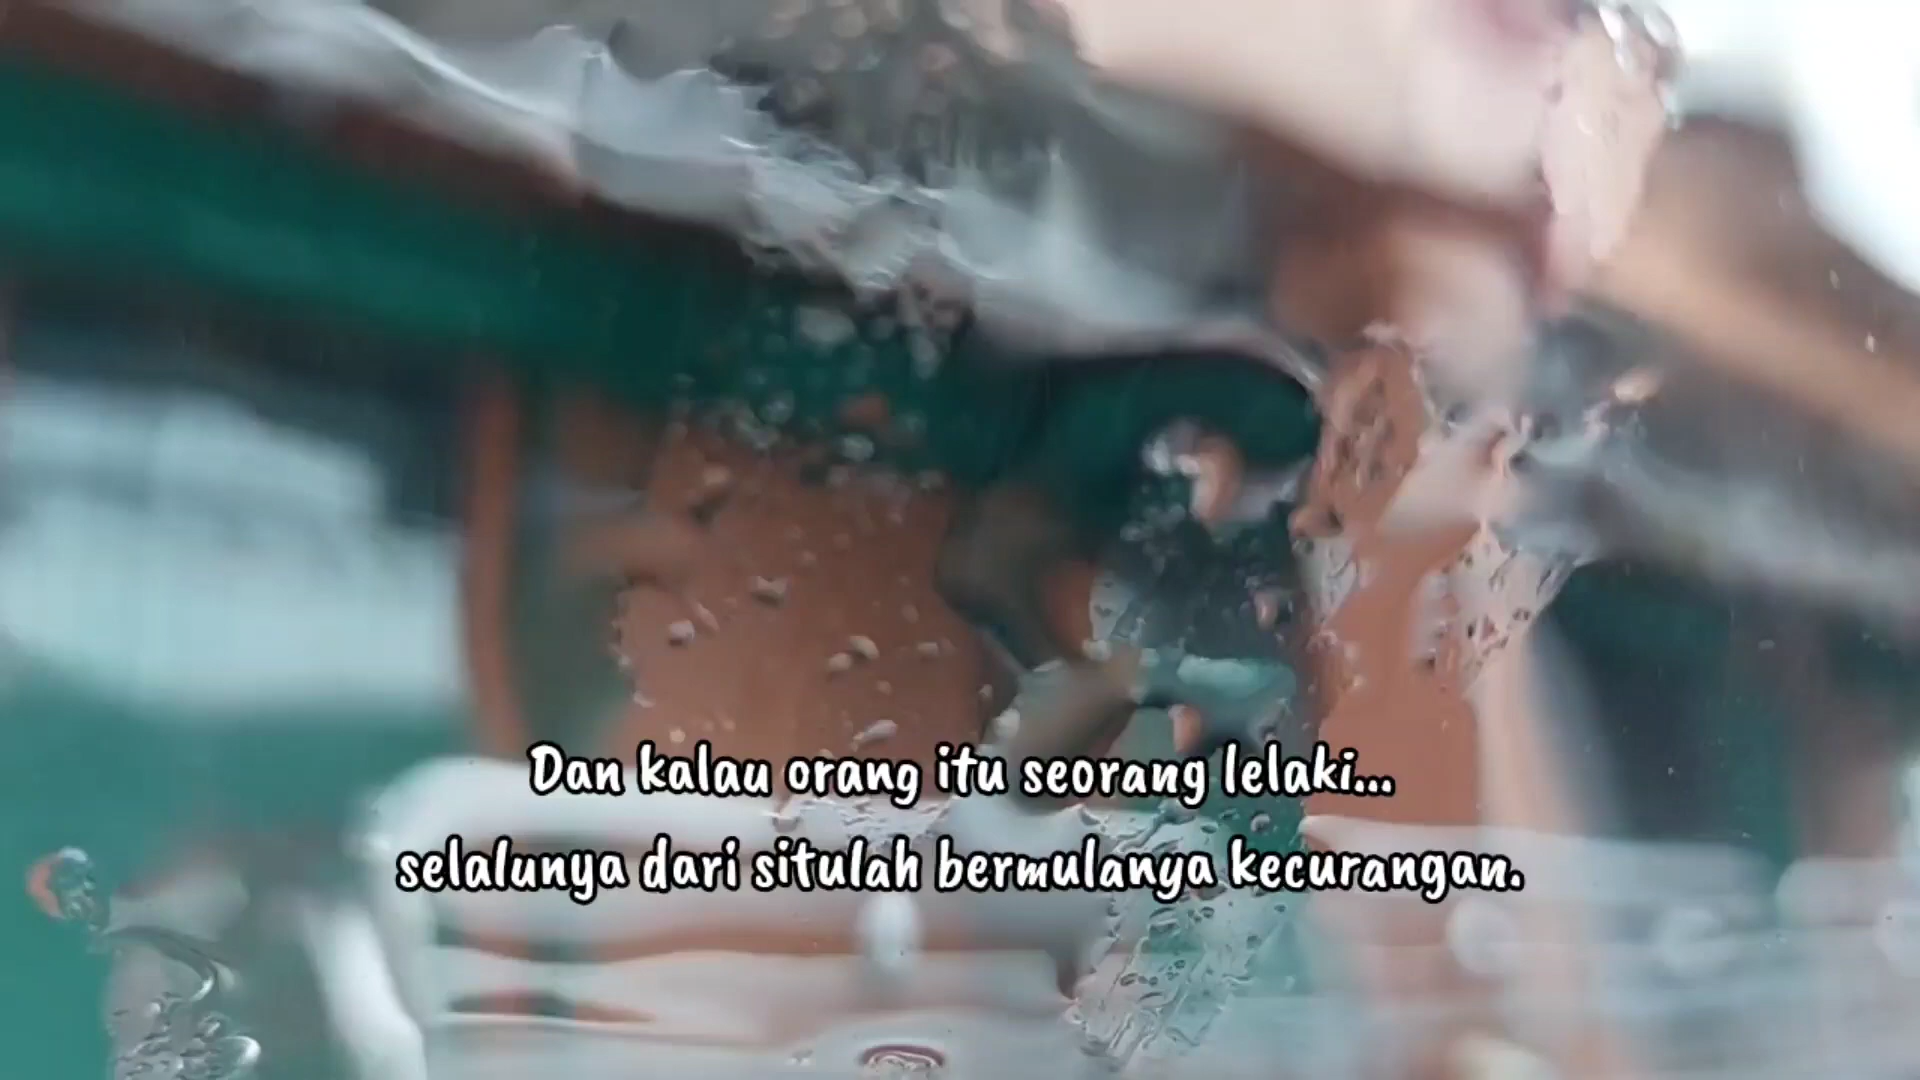 Dan kalau orang itu seorang lelaki...
selalunya dari situlah bermulanya kecurangan.